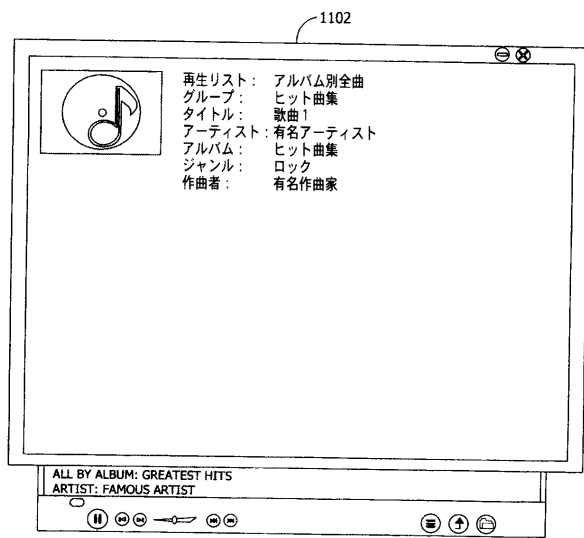 1102
再生リスト： アルバム別全曲
グループ： ヒット曲集
タイトル： 歌曲1
アーティスト：有名アーティスト
アルバム： ヒット曲集
ジャンル： ロック
作曲者： 有名作曲家
ALL BY ALBUM: GREATEST HITS
ARTIST: FAMOUS ARTIST